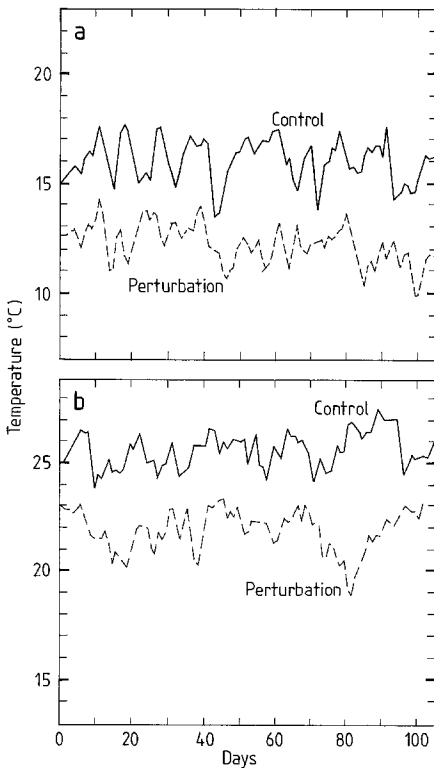 a
20
Control
15
Perturbation
10
Temperature (°C)
b
Control
25
20
Perturbation
15
0 20 40 60 80 100
Days